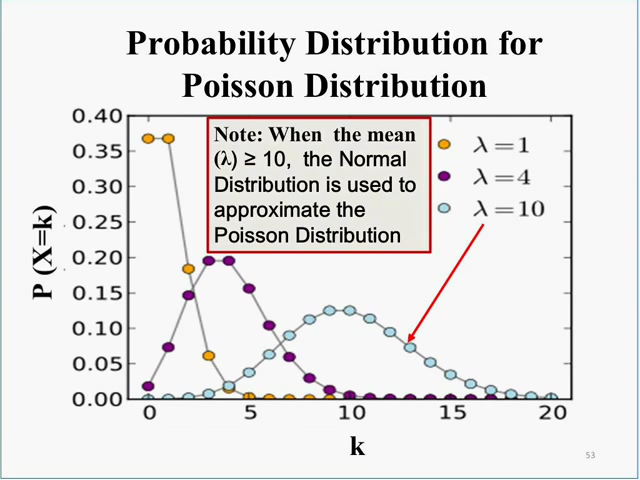 Probability Distribution for
Poisson Distribution
Note: When the mean
(λ) ≥ 10, the Normal
Distribution is used to
approximate the
Poisson Distribution
λ = 1
λ = 4
λ = 10
P (X=k)
0.40
0.35
0.30
0.25
0.20
0.15
0.10
0.05
0.00
0 5 10 15 20
k
53